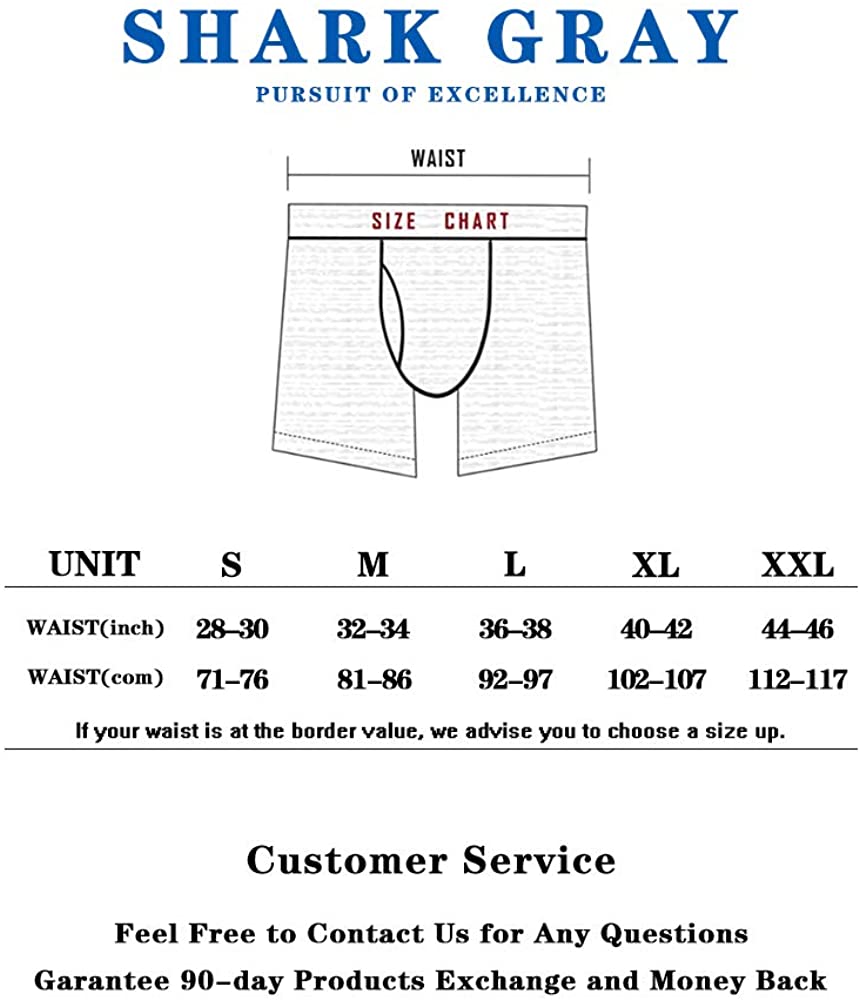 SHARK GRAY
PURSUIT OF EXCELLENCE
WAIST
SIZE CHART
UNIT S M L XL XXL
WAIST(inch) 28–30 32–34 36–38 40–42 44–46
WAIST(com) 71–76 81–86 92–97 102–107 112–117
If your waist is at the border value, we advise you to choose a size up.
Customer Service
Feel Free to Contact Us for Any Questions
Garantee 90–day Products Exchange and Money Back